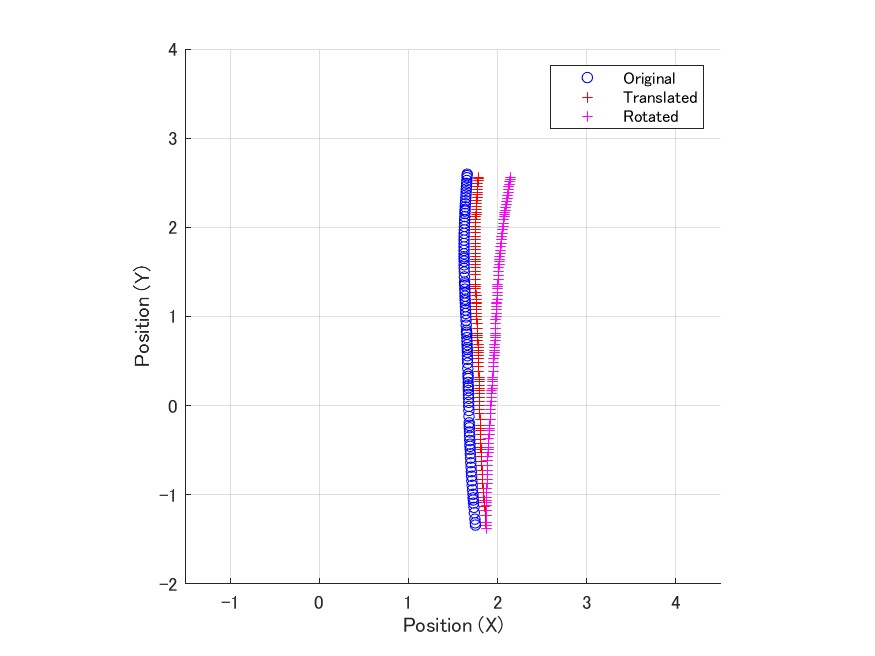 4
3
2
1
0
−1
−2
Position (Y)
Original
Translated
Rotated
−1 0 1 2 3 4
Position (X)